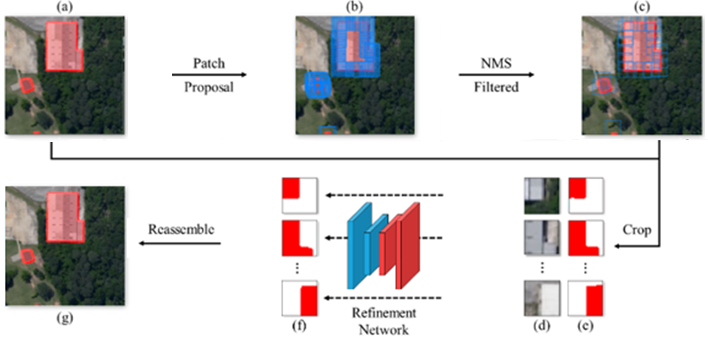 (a)
(b)
(c)
Patch
Proposal
NMS
Filtered
Reassemble
Crop
Refinement
Network
(g)
(f)
(d)
(e)